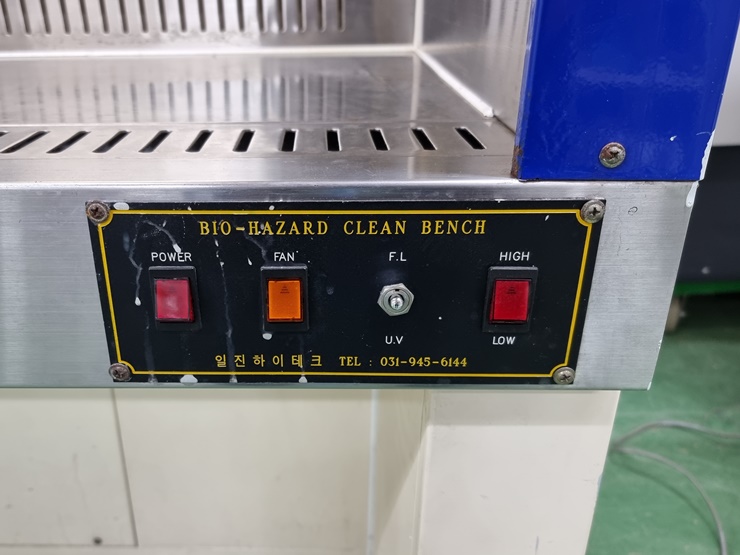 BIO-HAZARD CLEAN BENCH
POWER FAN F.L HIGH
U.V LOW
일진하이테크 TEL : 031-945-6144